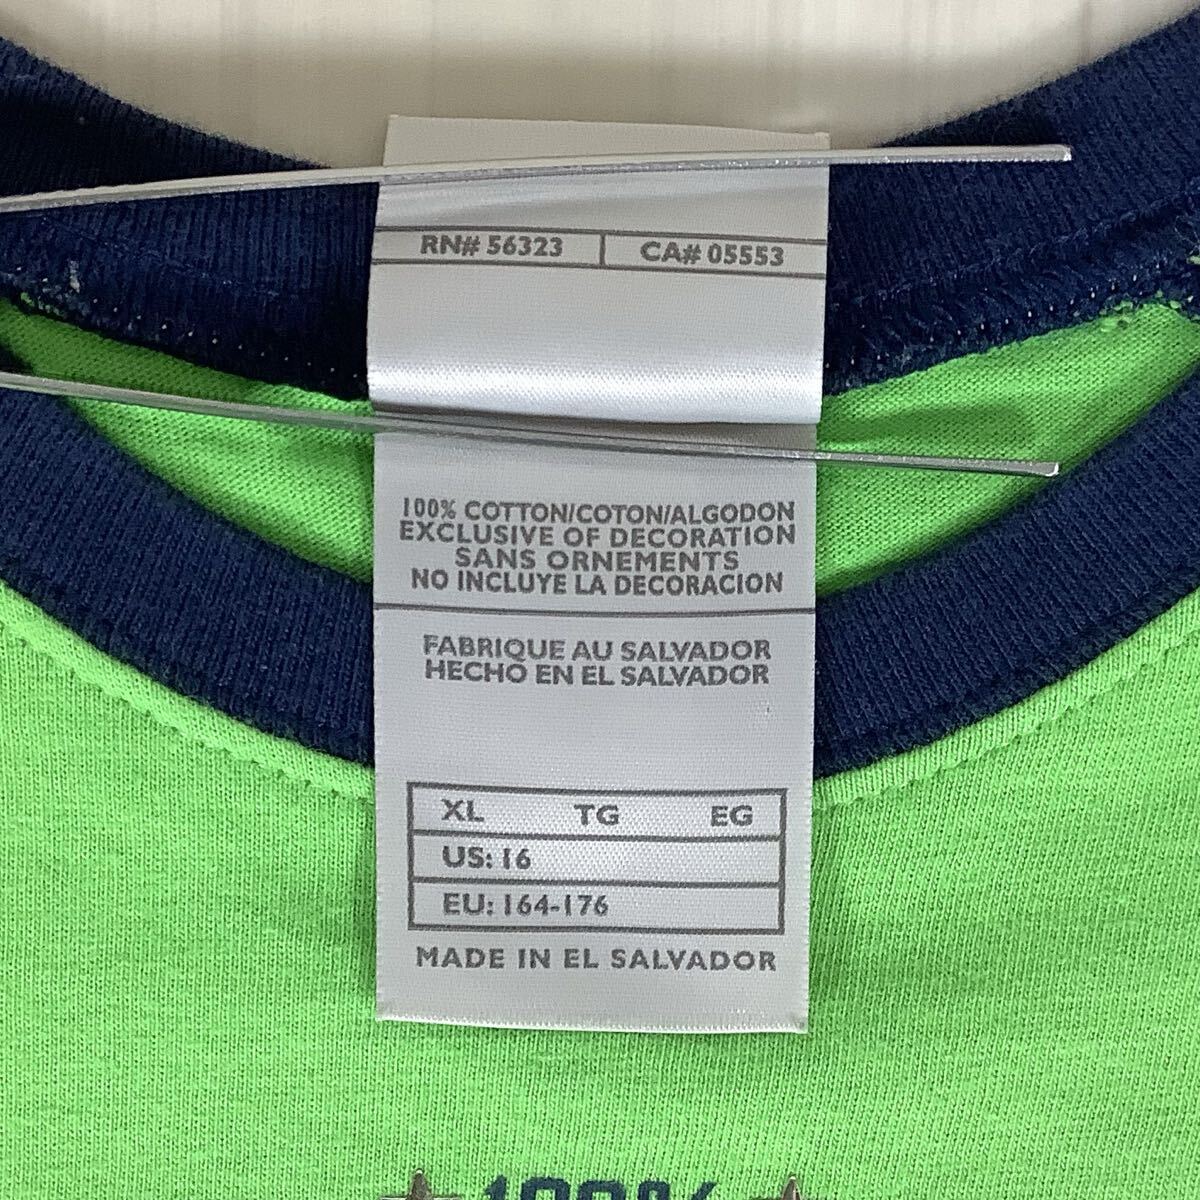 RN# 56323 CA# 05553
100% COTTON/COTON/ALGODON
EXCLUSIVE OF DECORATION
SANS ORNEMENTS
NO INCLUYE LA DECORACION
FABRIQUE AU SALVADOR
HECHO EN EL SALVADOR
XL TG EG
US: 16
EU: 164-176
MADE IN EL SALVADOR
100%